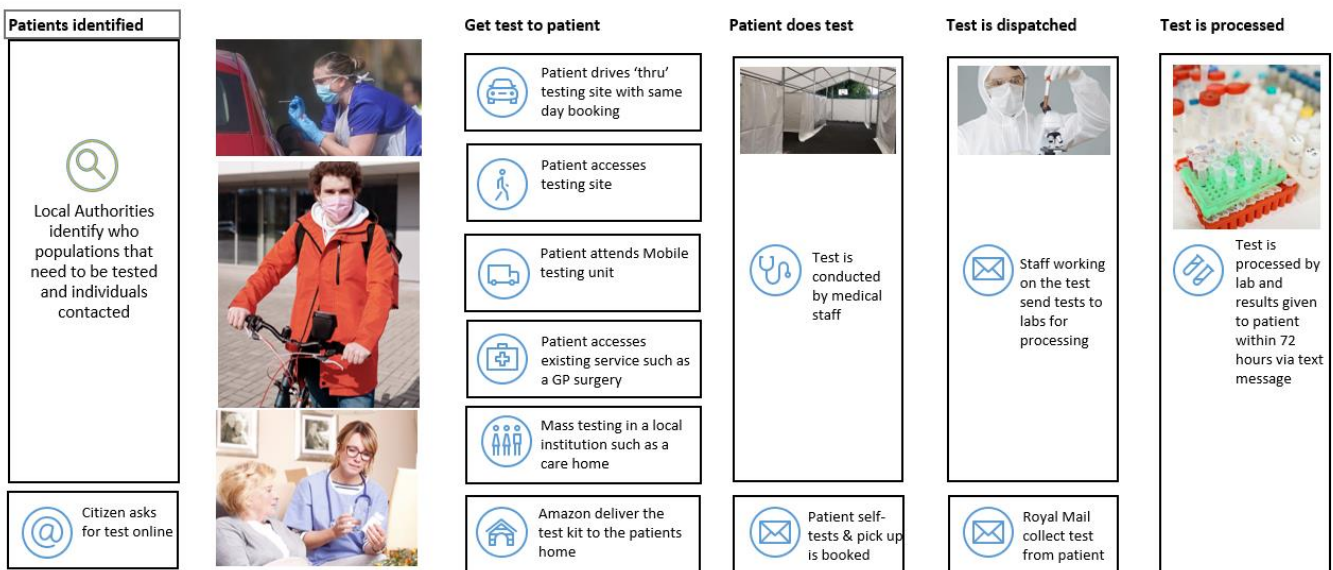 Patients identified
Local Authorities
identify who
populations that
need to be tested
and individuals
contacted
@
Citizen asks
for test online
Get test to patient
Patient drives ‘thru’
testing site with same
day booking
Patient accesses
testing site
Patient attends Mobile
testing unit
Patient accesses
existing service such as
a GP surgery
Mass testing in a local
institution such as a
care home
Amazon deliver the
test kit to the patients
home
Patient does test
Test is
conducted
by medical
staff
Patient self-
tests & pick up
is booked
Test is dispatched
Staff working
on the test
send tests to
labs for
processing
Royal Mail
collect test
from patient
Test is processed
Test is
processed by
lab and
results given
to patient
within 72
hours via text
message